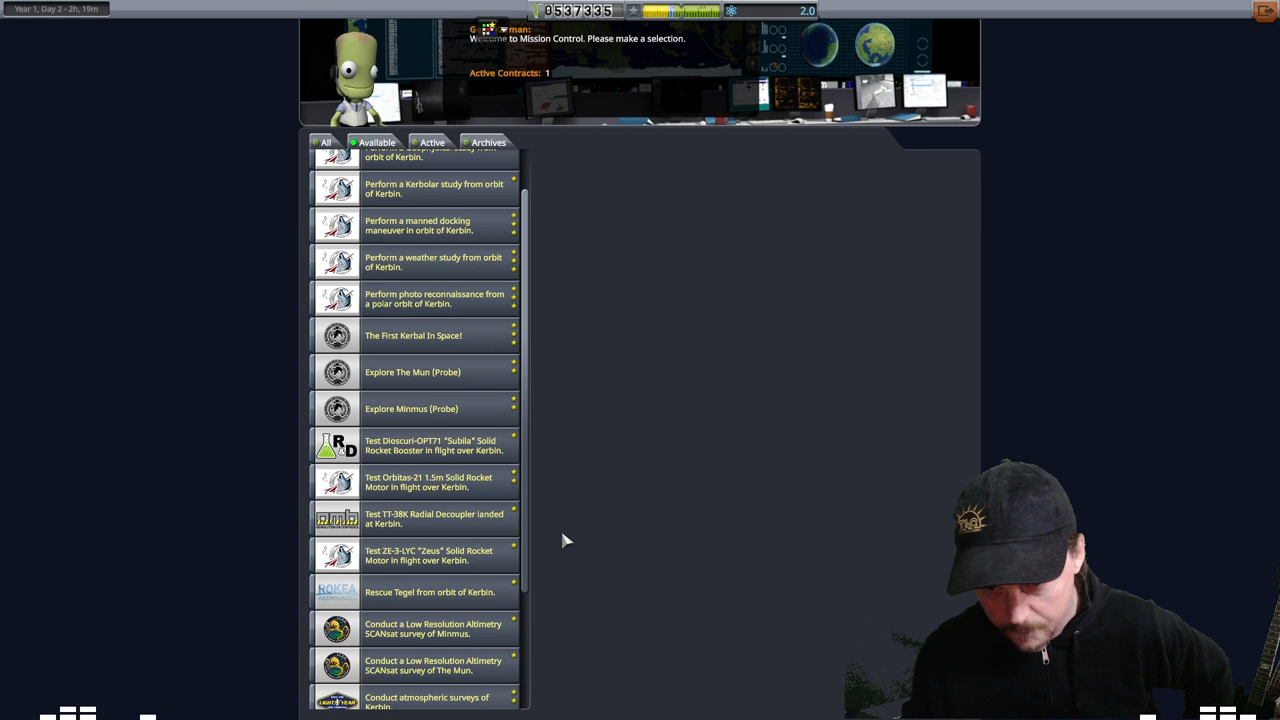 Year 1, Day 2 - 2h, 19m
0537335
2.0
Welcome to Mission Control. Please make a selection.
Active Contracts: 1
All
Available
Active
Archives
orbit of Kerbin.
Perform a Kerbolar study from orbit
of Kerbin.
Perform a manned docking
maneuver in orbit of Kerbin.
Perform a weather study from orbit
of Kerbin.
Perform photo reconnaissance from
a polar orbit of Kerbin.
The First Kerbal In Space!
Explore The Mun (Probe)
Explore Minmus (Probe)
R&D
Test Dioscuri-OPT71 "Subila" Solid
Rocket Booster in flight over Kerbin.
Test Orbitas-21 1.5m Solid Rocket
Motor in flight over Kerbin.
Test TT-38K Radial Decoupler landed
at Kerbin.
Test ZE-3-LYC "Zeus" Solid Rocket
Motor in flight over Kerbin.
ROKEA
Rescue Tegel from orbit of Kerbin.
Conduct a Low Resolution Altimetry
SCANsat survey of Minmus.
Conduct a Low Resolution Altimetry
SCANsat survey of The Mun.
LIGHT YEAR
Conduct atmospheric surveys of
Kerbin.